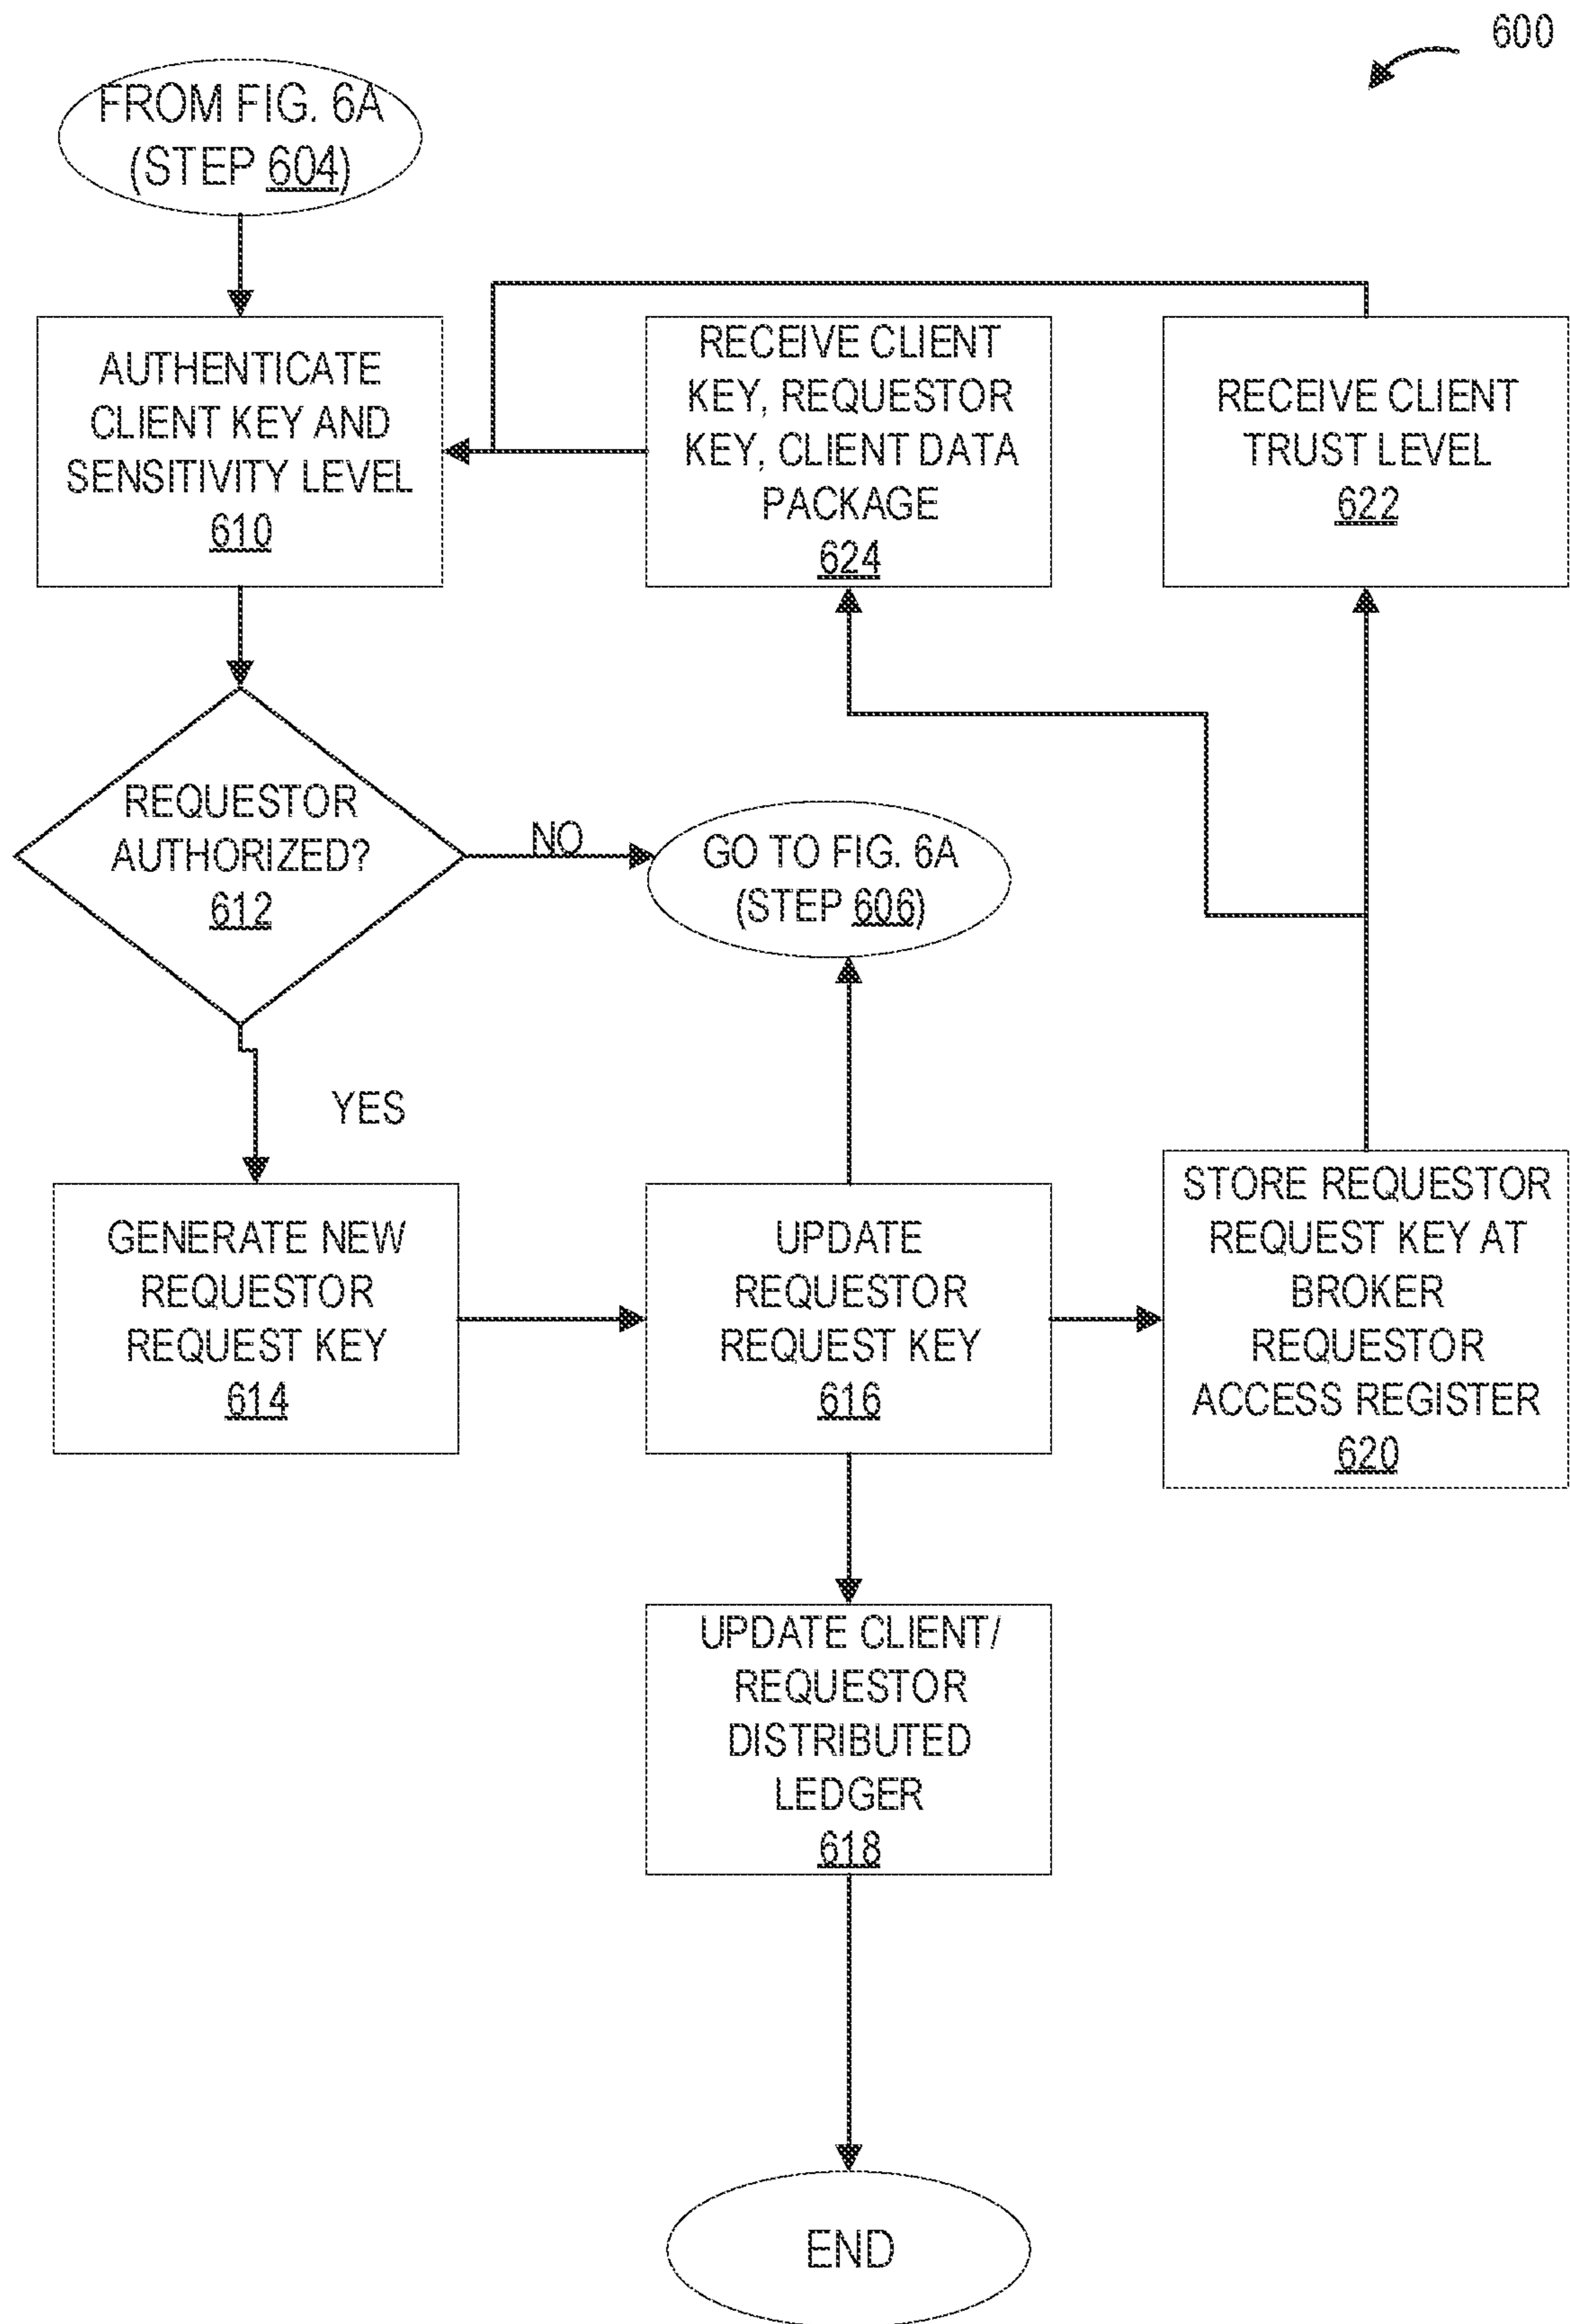 600
FROM FIG. 6A
(STEP 604)
AUTHENTICATE
CLIENT KEY AND
SENSITIVITY LEVEL
610
RECEIVE CLIENT
KEY, REQUESTOR
KEY, CLIENT DATA
PACKAGE
624
RECEIVE CLIENT
TRUST LEVEL
622
REQUESTOR
AUTHORIZED?
612
NO
GO TO FIG. 6A
(STEP 606)
YES
GENERATE NEW
REQUESTOR
REQUEST KEY
614
UPDATE
REQUESTOR
REQUEST KEY
616
STORE REQUESTOR
REQUEST KEY AT
BROKER
REQUESTOR
ACCESS REGISTER
620
UPDATE CLIENT/
REQUESTOR
DISTRIBUTED
LEDGER
618
END